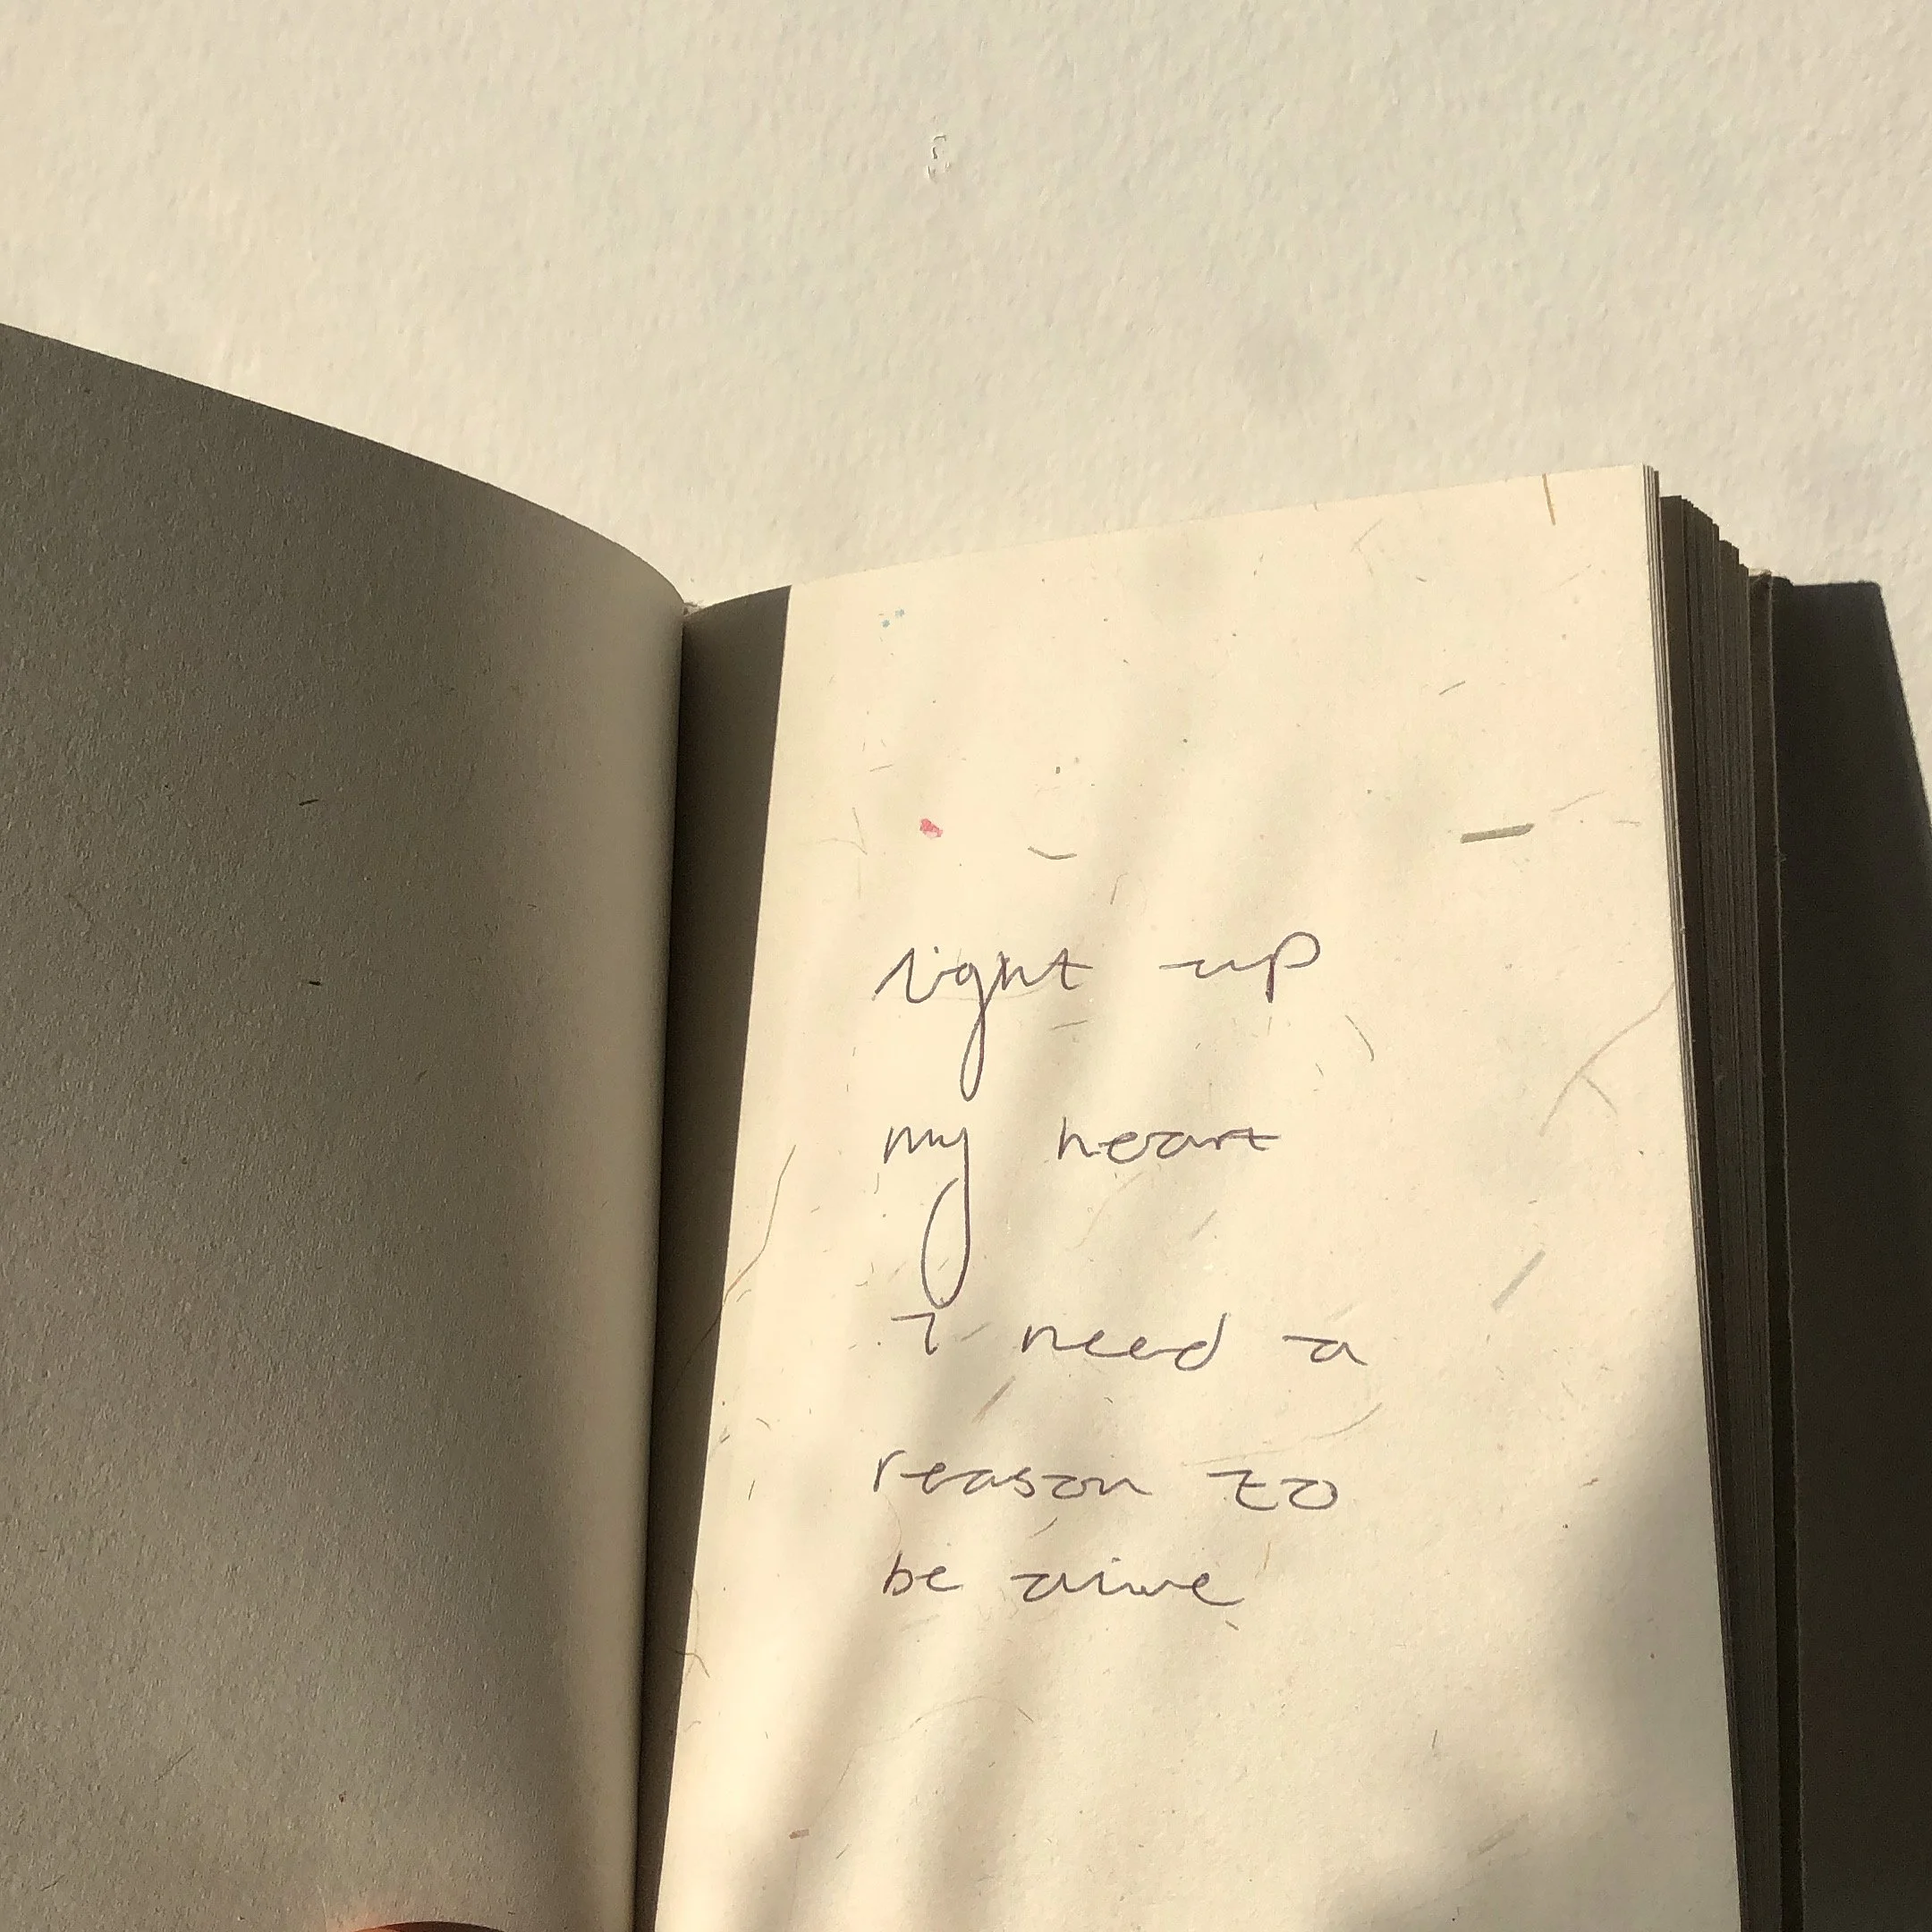 light up
my heart
i need a
reason to
be alive